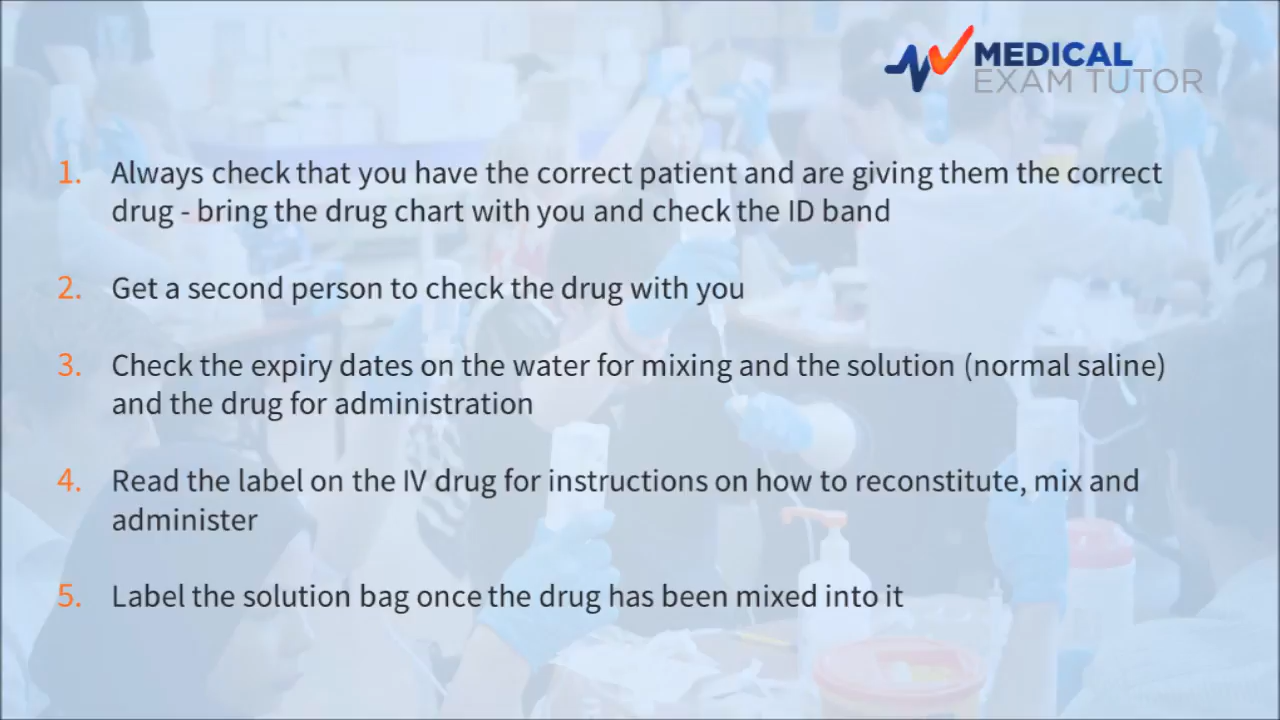 MEDICAL
EXAM TUTOR
1. Always check that you have the correct patient and are giving them the correct
drug - bring the drug chart with you and check the ID band
2. Get a second person to check the drug with you
3. Check the expiry dates on the water for mixing and the solution (normal saline)
and the drug for administration
4. Read the label on the IV drug for instructions on how to reconstitute, mix and
administer
5. Label the solution bag once the drug has been mixed into it